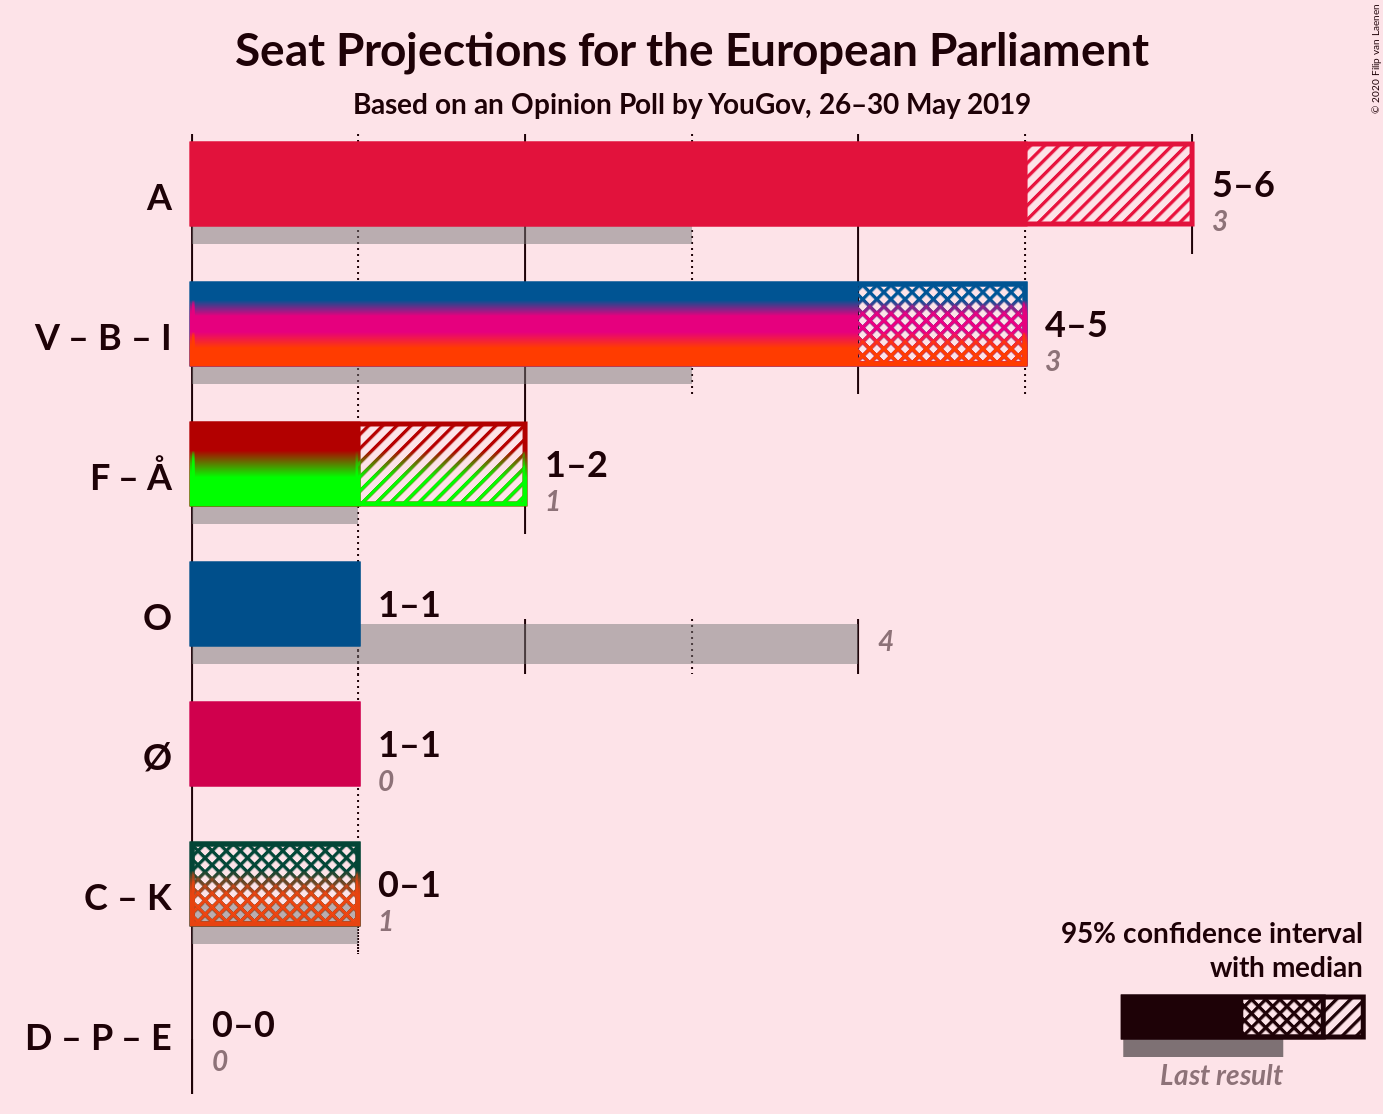 Seat Projections for the European Parliament
Based on an Opinion Poll by YouGov, 26–30 May 2019
© 2020 Filip van Laenen
A
5–6
3
V – B – I
4–5
3
F – Å
1–2
1
O
1–1
4
Ø
1–1
0
C – K
0–1
1
D – P – E
0–0
0
95% confidence interval
with median
Last result